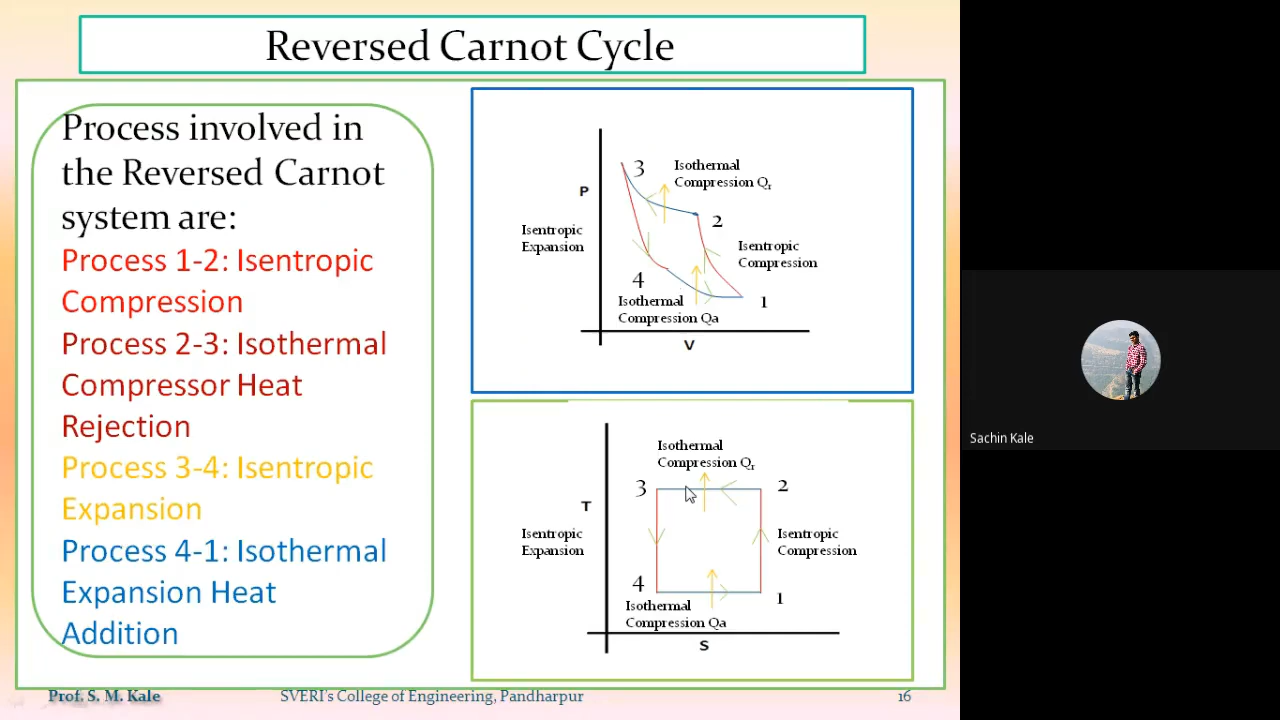 Reversed Carnot Cycle
Process involved in
the Reversed Carnot
system are:
Process 1-2: Isentropic
Compression
Process 2-3: Isothermal
Compressor Heat
Rejection
Process 3-4: Isentropic
Expansion
Process 4-1: Isothermal
Expansion Heat
Addition
P
3
Isothermal
Compression Qr
2
Isentropic
Expansion
Isentropic
Compression
4
Isothermal
Compression Qa
1
V
Isothermal
Compression Qr
3
2
T
Isentropic
Expansion
Isentropic
Compression
4
1
Isothermal
Compression Qa
S
Prof. S. M. Kale
SVERI's College of Engineering, Pandharpur
16
Sachin Kale